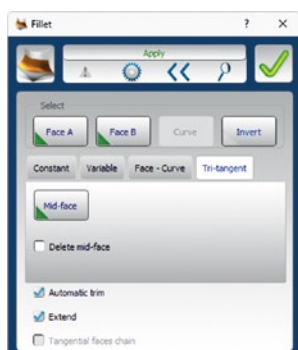 Fillet ? ×
Apply
Select
Face A Face B Curve Invert
Constant Variable Face - Curve Tri-tangent
Mid-face
Delete mid-face
Automatic trim
Extend
Tangential faces chain